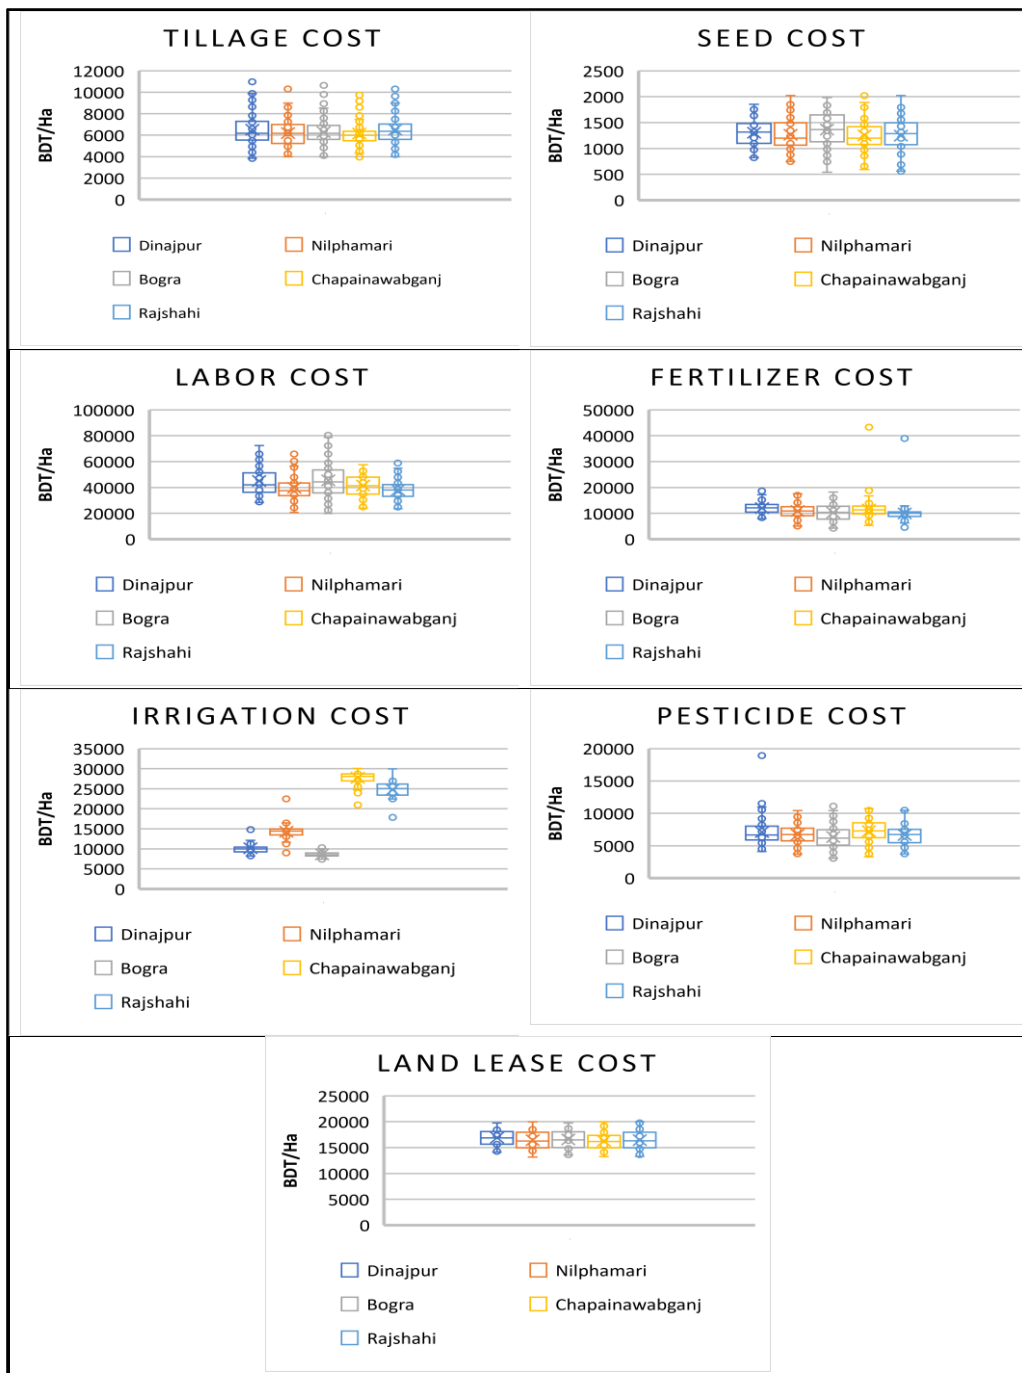 TILLAGE COST
BDT/Ha
12000
10000
8000
6000
4000
2000
0
Dinajpur
Nilphamari
Bogra
Chapainawabganj
Rajshahi
SEED COST
BDT/Ha
2500
2000
1500
1000
500
0
Dinajpur
Nilphamari
Bogra
Chapainawabganj
Rajshahi
LABOR COST
BDT/Ha
100000
80000
60000
40000
20000
0
Dinajpur
Nilphamari
Bogra
Chapainawabganj
Rajshahi
FERTILIZER COST
BDT/Ha
50000
40000
30000
20000
10000
0
Dinajpur
Nilphamari
Bogra
Chapainawabganj
Rajshahi
IRRIGATION COST
BDT/Ha
35000
30000
25000
20000
15000
10000
5000
0
Dinajpur
Nilphamari
Bogra
Chapainawabganj
Rajshahi
PESTICIDE COST
BDT/Ha
20000
15000
10000
5000
0
Dinajpur
Nilphamari
Bogra
Chapainawabganj
Rajshahi
LAND LEASE COST
BDT/Ha
25000
20000
15000
10000
5000
0
Dinajpur
Nilphamari
Bogra
Chapainawabganj
Rajshahi